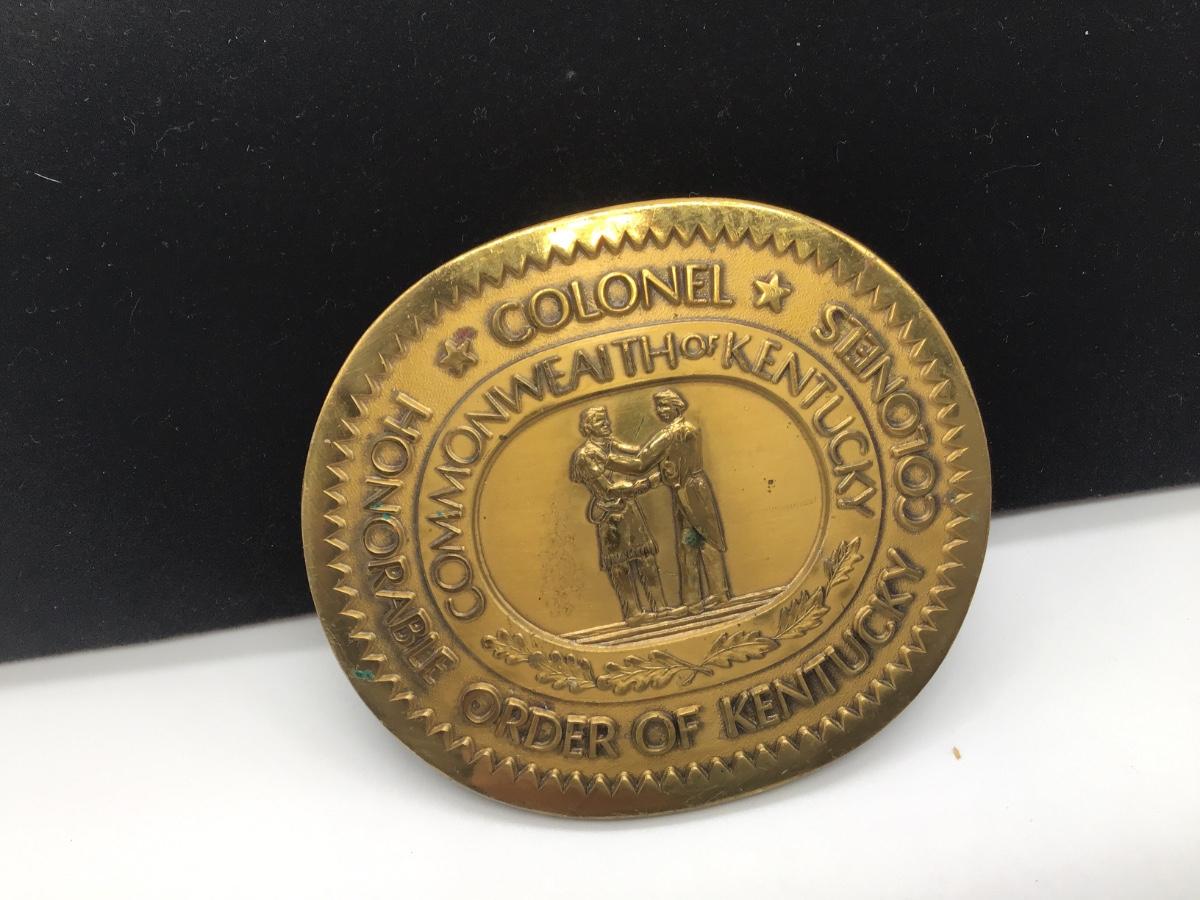 ★ COLONEL ★
HONORABLE ORDER OF KENTUCKY COLONELS
COMMONWEALTH OF KENTUCKY